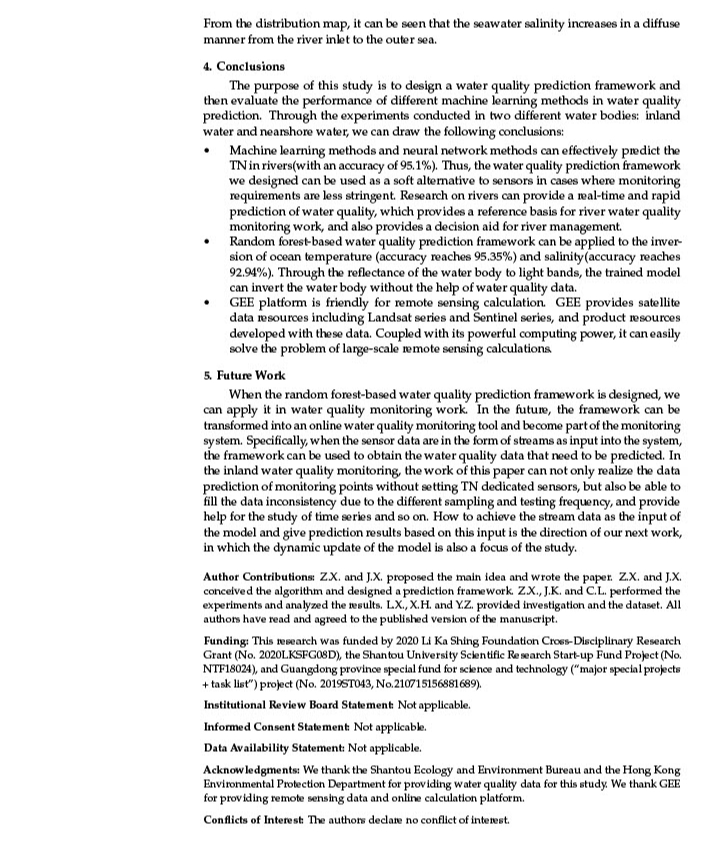 From the distribution map, it can be seen that the seawater salinity increases in a diffuse
manner from the river inlet to the outer sea.
4. Conclusions
The purpose of this study is to design a water quality prediction framework and
then evaluate the performance of different machine learning methods in water quality
prediction. Through the experiments conducted in two different water bodies: inland
water and nearshore water, we can draw the following conclusions:
• Machine learning methods and neural network methods can effectively predict the
TN in rivers(with an accuracy of 95.1%). Thus, the water quality prediction framework
we designed can be used as a soft alternative to sensors in cases where monitoring
requirements are less stringent. Research on rivers can provide a real-time and rapid
prediction of water quality, which provides a reference basis for river water quality
monitoring work, and also provides a decision aid for river management.
• Random forest-based water quality prediction framework can be applied to the inver-
sion of ocean temperature (accuracy reaches 95.35%) and salinity(accuracy reaches
92.94%). Through the reflectance of the water body to light bands, the trained model
can invert the water body without the help of water quality data.
• GEE platform is friendly for remote sensing calculation. GEE provides satellite
data resources including Landsat series and Sentinel series, and product resources
developed with these data. Coupled with its powerful computing power, it can easily
solve the problem of large-scale remote sensing calculations.
5. Future Work
When the random forest-based water quality prediction framework is designed, we
can apply it in water quality monitoring work. In the future, the framework can be
transformed into an online water quality monitoring tool and become part of the monitoring
system. Specifically, when the sensor data are in the form of streams as input into the system,
the framework can be used to obtain the water quality data that need to be predicted. In
the inland water quality monitoring, the work of this paper can not only realize the data
prediction of monitoring points without setting TN dedicated sensors, but also be able to
fill the data inconsistency due to the different sampling and testing frequency, and provide
help for the study of time series and so on. How to achieve the stream data as the input of
the model and give prediction results based on this input is the direction of our next work,
in which the dynamic update of the model is also a focus of the study.
Author Contributions: Z.X. and J.X. proposed the main idea and wrote the paper. Z.X. and J.X.
conceived the algorithm and designed a prediction framework. Z.X., J.K. and C.L. performed the
experiments and analyzed the results. L.X., X.H. and Y.Z. provided investigation and the dataset. All
authors have read and agreed to the published version of the manuscript.
Funding: This research was funded by 2020 Li Ka Shing Foundation Cross-Disciplinary Research
Grant (No. 2020LKSFG08D), the Shantou University Scientific Research Start-up Fund Project (No.
NTF18024), and Guangdong province special fund for science and technology ("major special projects
+ task list") project (No. 2019ST043, No.210715156881689).
Institutional Review Board Statement: Not applicable.
Informed Consent Statement: Not applicable.
Data Availability Statement: Not applicable.
Acknowledgments: We thank the Shantou Ecology and Environment Bureau and the Hong Kong
Environmental Protection Department for providing water quality data for this study. We thank GEE
for providing remote sensing data and online calculation platform.
Conflicts of Interest: The authors declare no conflict of interest.